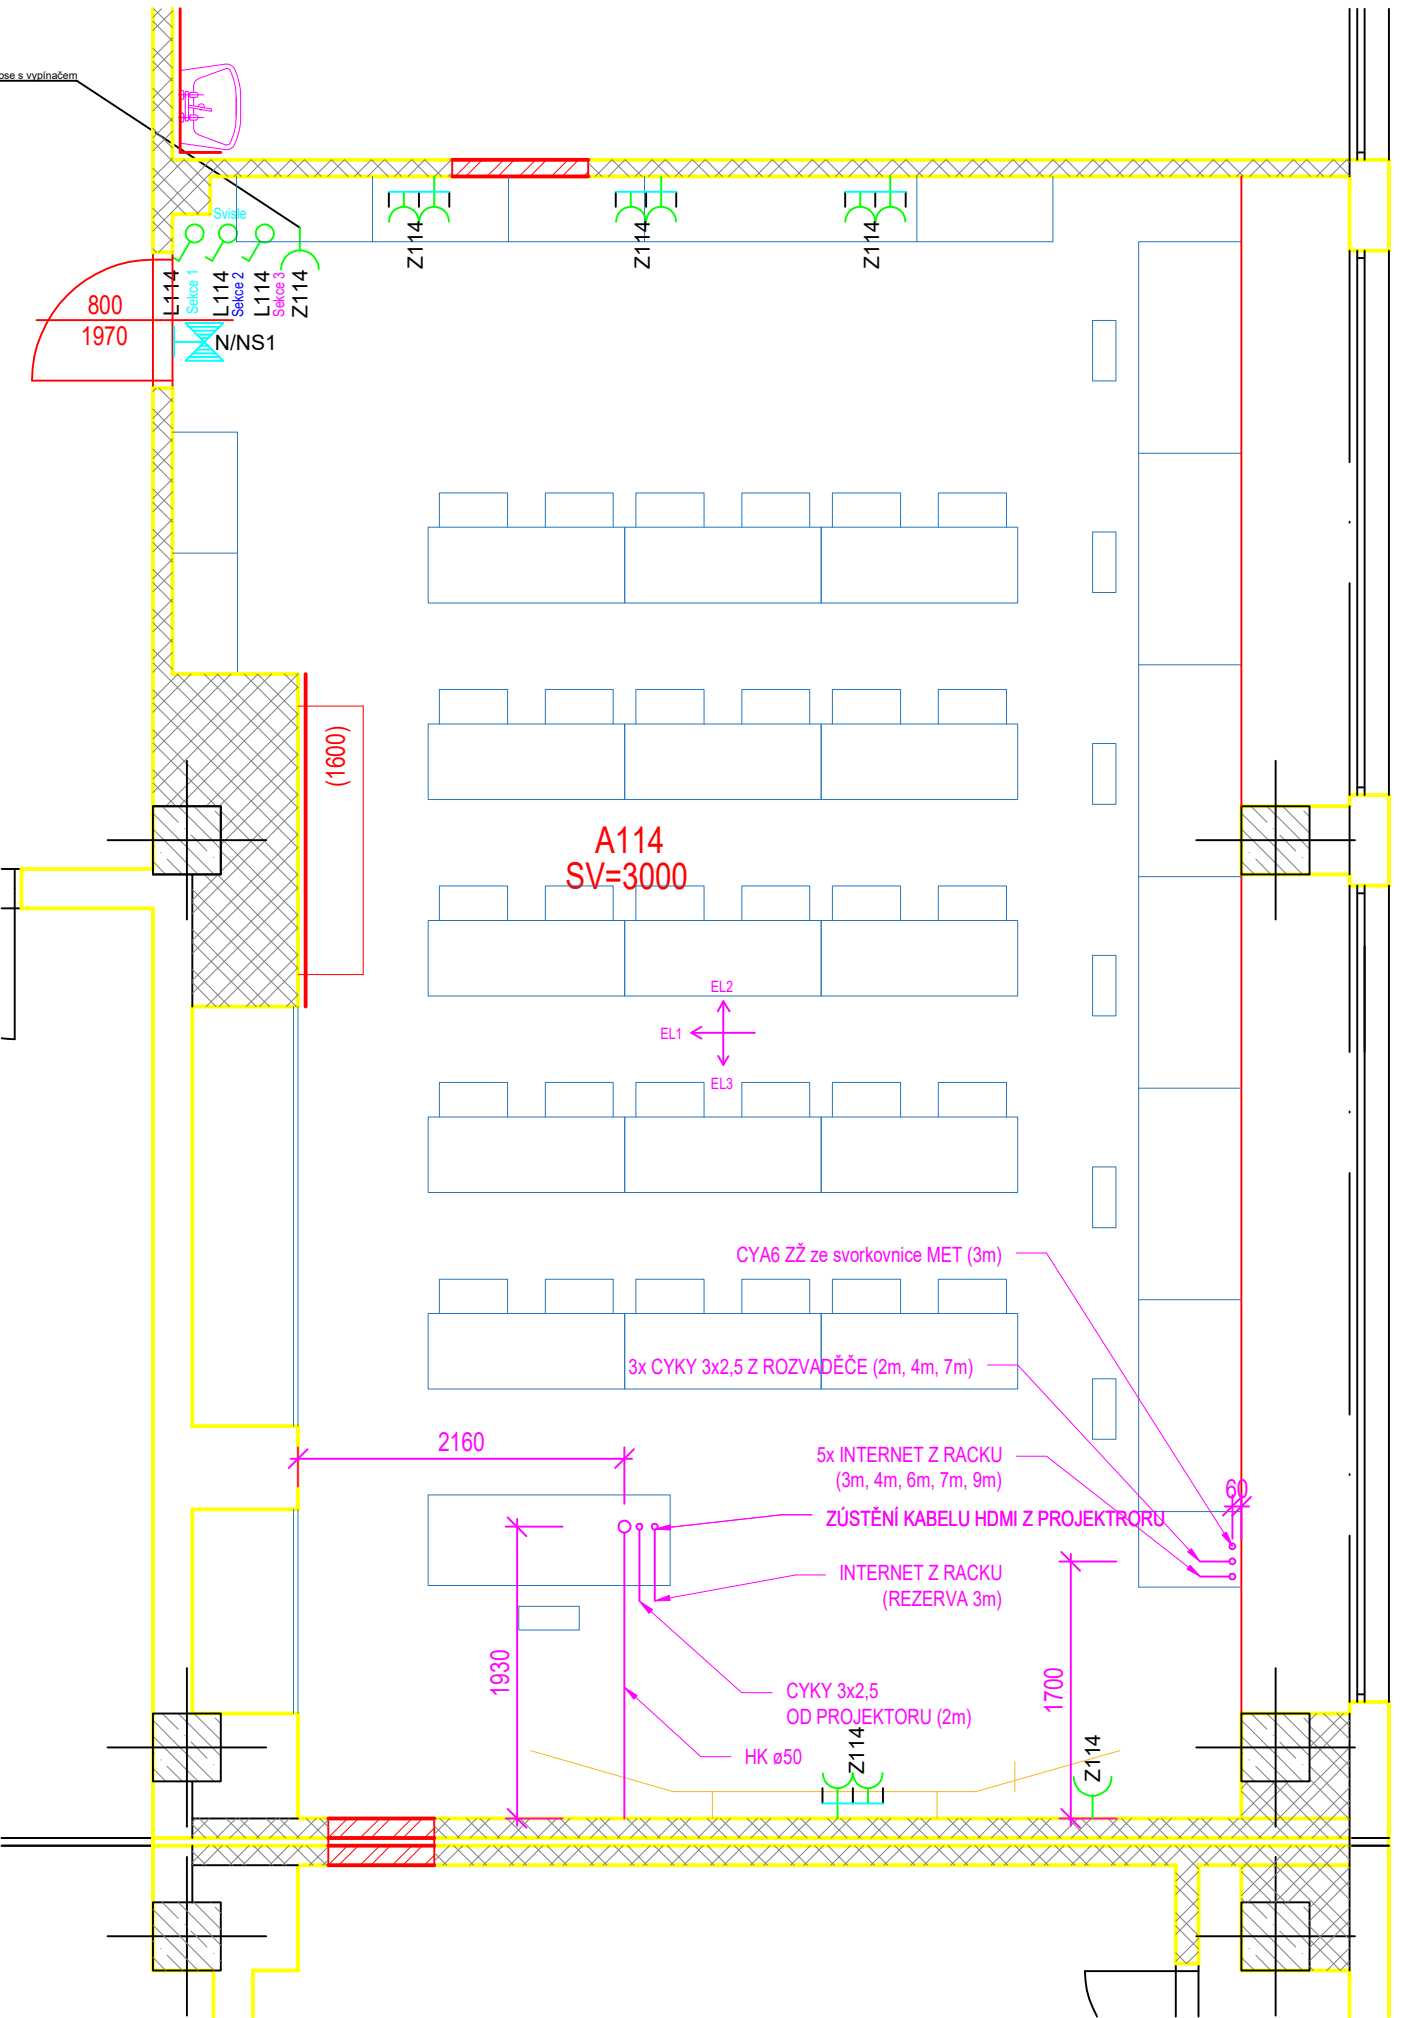 s vypínačem
Svisle
L114
Sekce 1
L114
Sekce 2
L114
Sekce 3
Z114
Z114
Z114
Z114
800
1970
N/NS1
(1600)
A114
SV=3000
EL2
EL1
EL3
CYA6 ZŽ ze svorkovnice MET (3m)
3x CYKY 3x2,5 Z ROZVADĚČE (2m, 4m, 7m)
2160
5x INTERNET Z RACKU
(3m, 4m, 6m, 7m, 9m)
60
ZÚSTĚNÍ KABELU HDMI Z PROJEKTRORU
INTERNET Z RACKU
(REZERVA 3m)
1930
1700
CYKY 3x2,5
OD PROJEKTORU (2m)
HK ø50
Z114
Z114